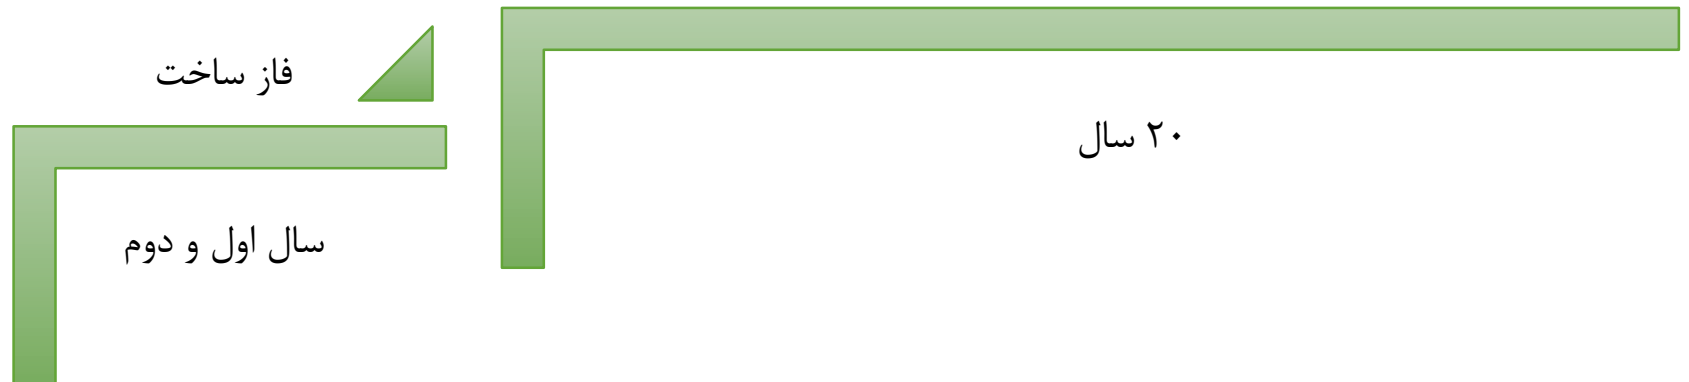 فاز ساخت
۲۰ سال
سال اول و دوم